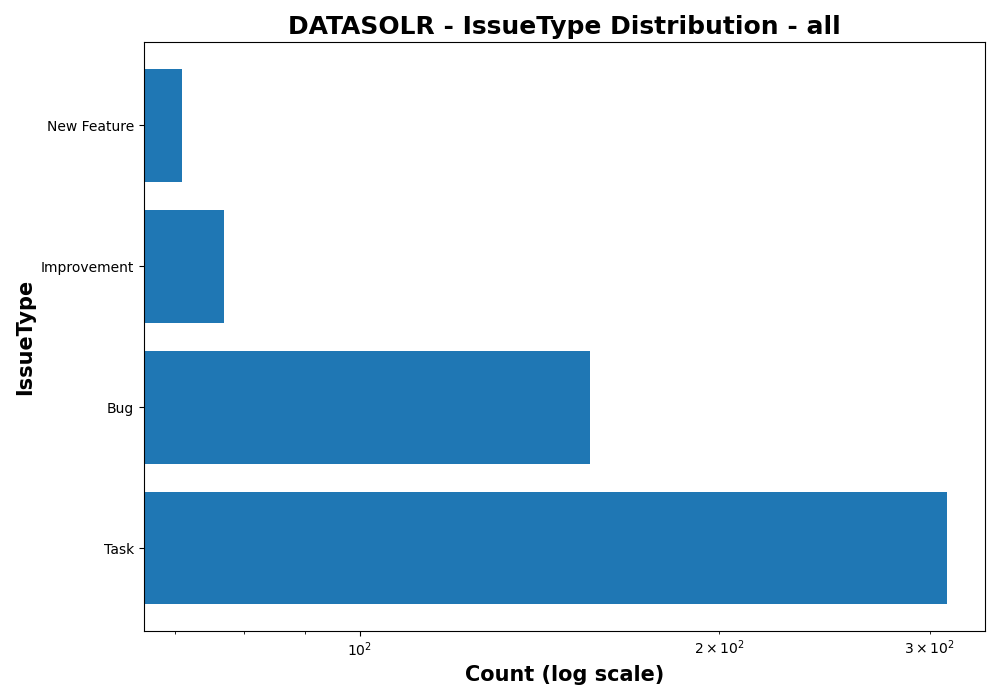 DATASOLR - IssueType Distribution - all
New Feature
Improvement
Bug
Task
IssueType
10²
2 × 10²
3 × 10²
Count (log scale)